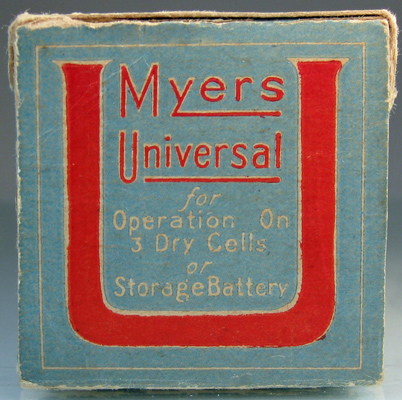 Myers
Universal
for
Operation On
3 Dry Cells
or
Storage Battery
U